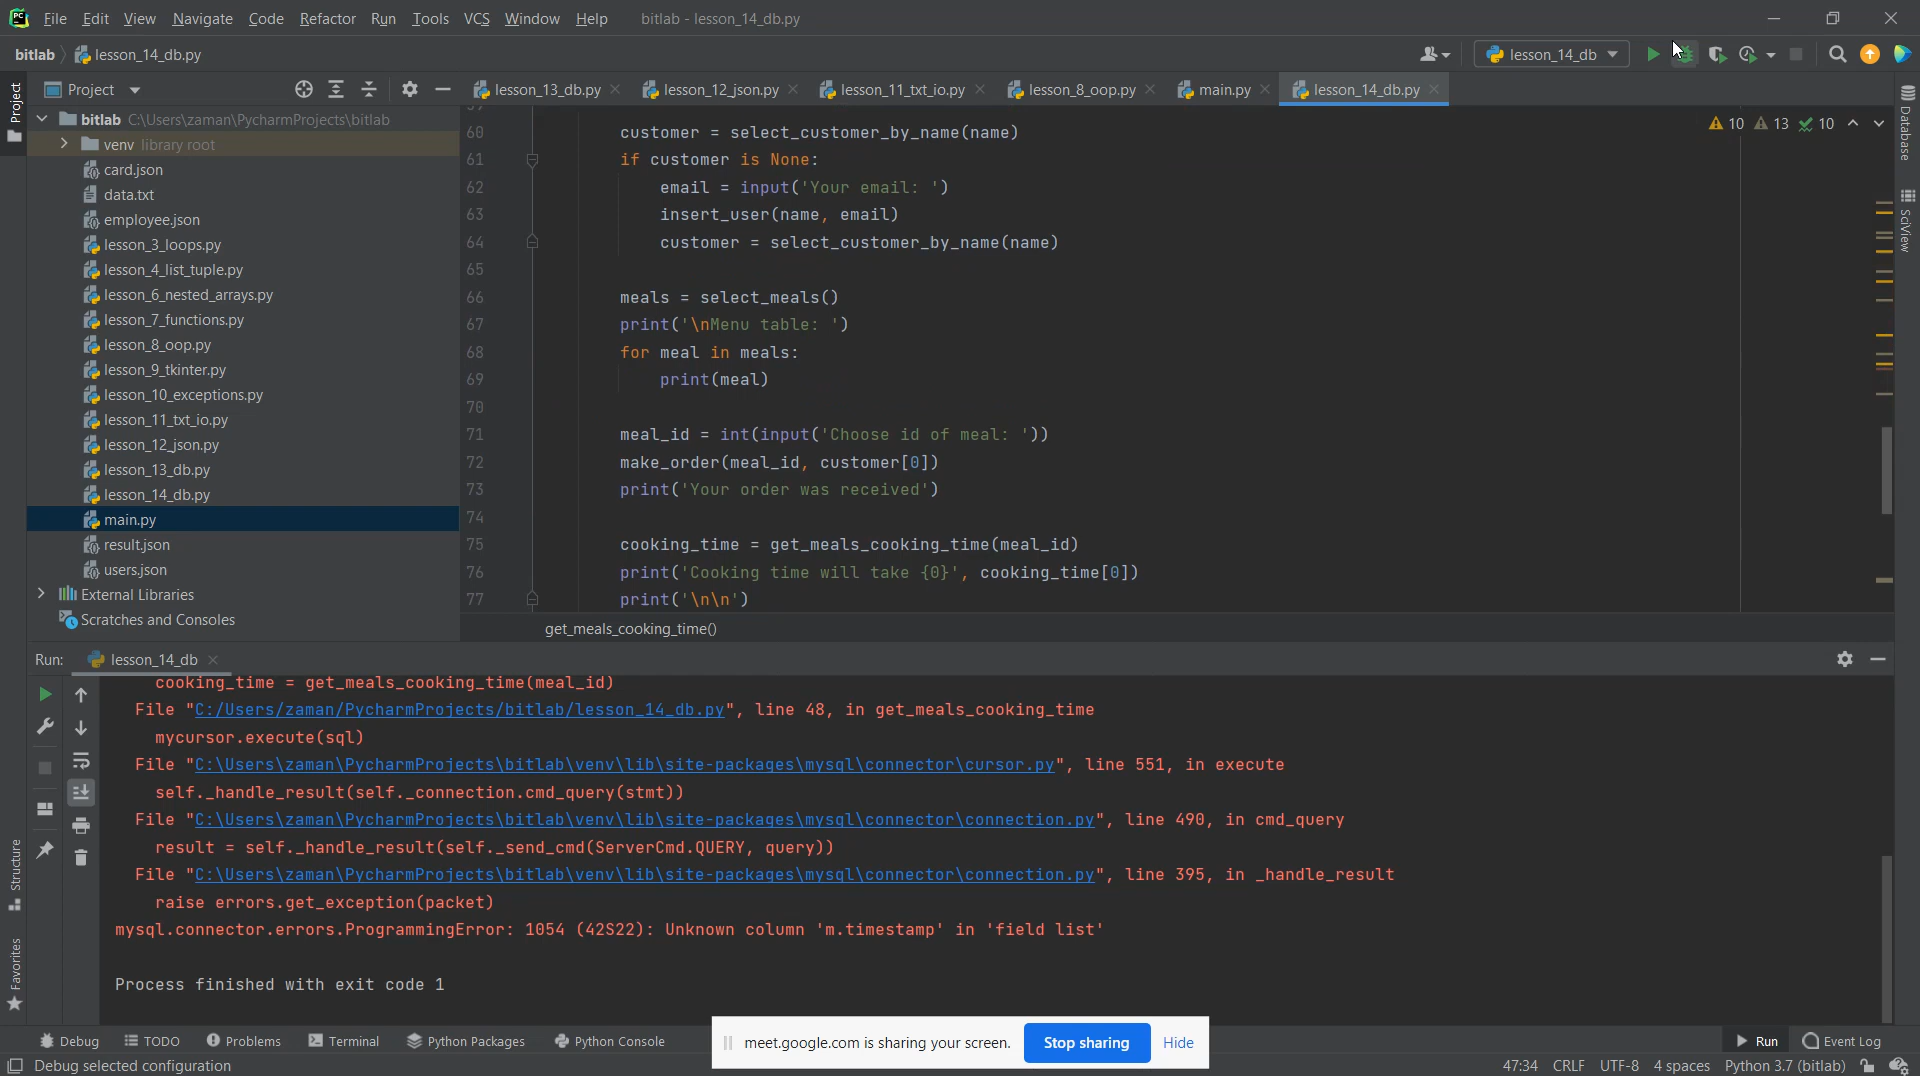 File Edit View Navigate Code Refactor Run Tools VCS Window Help bitlab - lesson_14_db.py
bitlab lesson_14_db.py lesson_14_db
Project lesson_13_db.py lesson_12_json.py lesson_11_txt_io.py lesson_8_oop.py main.py lesson_14_db.py
Project
bitlab C:\Users\zaman\PycharmProjects\bitlab
venv library root
card.json
data.txt
employee.json
lesson_3_loops.py
lesson_4_list_tuple.py
lesson_6_nested_arrays.py
lesson_7_functions.py
lesson_8_oop.py
lesson_9_tkinter.py
lesson_10_exceptions.py
lesson_11_txt_io.py
lesson_12_json.py
lesson_13_db.py
lesson_14_db.py
main.py
result.json
users.json
External Libraries
Scratches and Consoles
10 13 10
60 customer = select_customer_by_name(name)
61 if customer is None:
62 email = input('Your email: ')
63 insert_user(name, email)
64 customer = select_customer_by_name(name)
65
66 meals = select_meals()
67 print('\nMenu table: ')
68 for meal in meals:
69 print(meal)
70
71 meal_id = int(input('Choose id of meal: '))
72 make_order(meal_id, customer[0])
73 print('Your order was received')
74
75 cooking_time = get_meals_cooking_time(meal_id)
76 print('Cooking time will take {0}', cooking_time[0])
77 print('\n\n')
get_meals_cooking_time()
Database
SciView
Run: lesson_14_db
cooking_time = get_meals_cooking_time(meal_id)
File "C:/Users/zaman/PycharmProjects/bitlab/lesson_14_db.py", line 48, in get_meals_cooking_time
mycursor.execute(sql)
File "C:\Users\zaman\PycharmProjects\bitlab\venv\lib\site-packages\mysql\connector\cursor.py", line 551, in execute
self._handle_result(self._connection.cmd_query(stmt))
File "C:\Users\zaman\PycharmProjects\bitlab\venv\lib\site-packages\mysql\connector\connection.py", line 490, in cmd_query
result = self._handle_result(self._send_cmd(ServerCmd.QUERY, query))
File "C:\Users\zaman\PycharmProjects\bitlab\venv\lib\site-packages\mysql\connector\connection.py", line 395, in _handle_result
raise errors.get_exception(packet)
mysql.connector.errors.ProgrammingError: 1054 (42S22): Unknown column 'm.timestamp' in 'field list'
Process finished with exit code 1
Structure
Favorites
Debug TODO Problems Terminal Python Packages Python Console Run Event Log
meet.google.com is sharing your screen. Stop sharing Hide
Debug selected configuration 47:34 CRLF UTF-8 4 spaces Python 3.7 (bitlab)